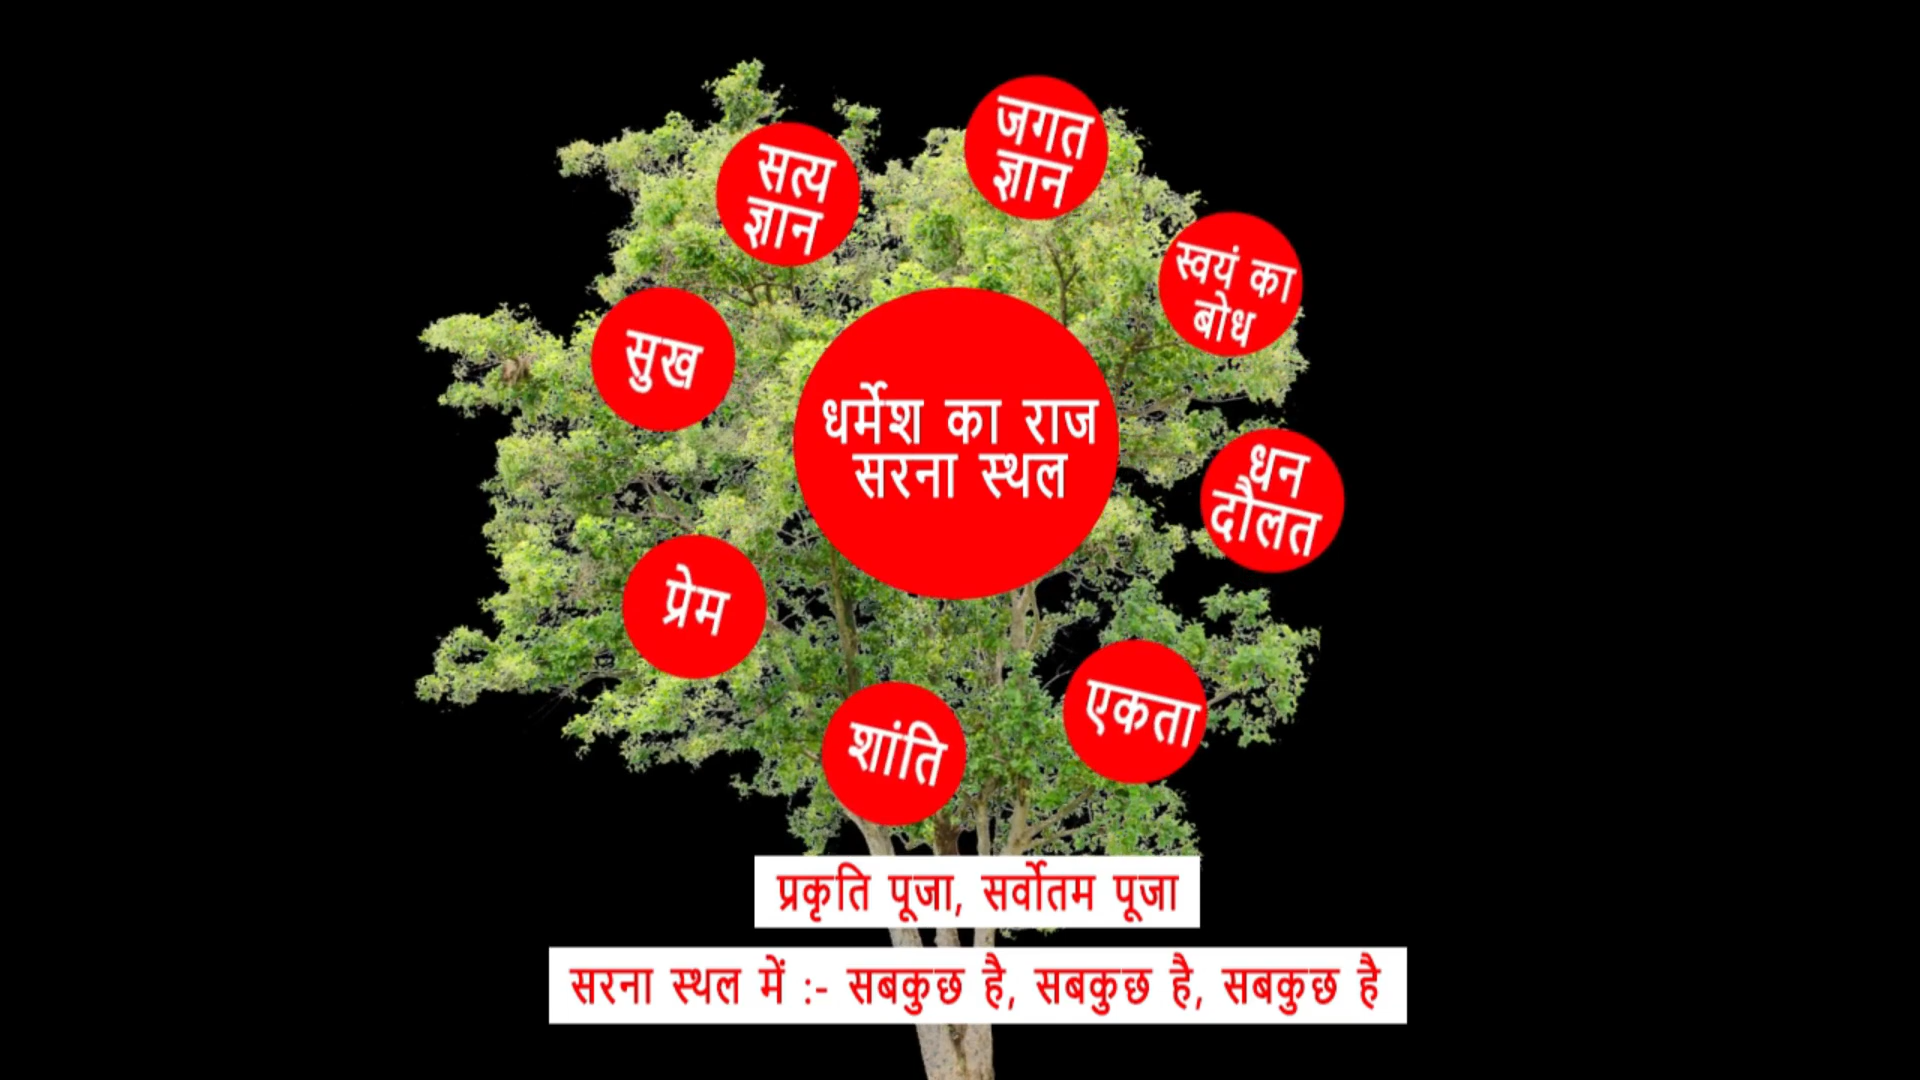 जगत
ज्ञान
सत्य
ज्ञान
स्वयं का
बोध
सुख
धर्मेश का राज
सरना स्थल
धन
दौलत
प्रेम
एकता
शांति
प्रकृति पूजा, सर्वोतम पूजा
सरना स्थल में :- सबकुछ है, सबकुछ है, सबकुछ है